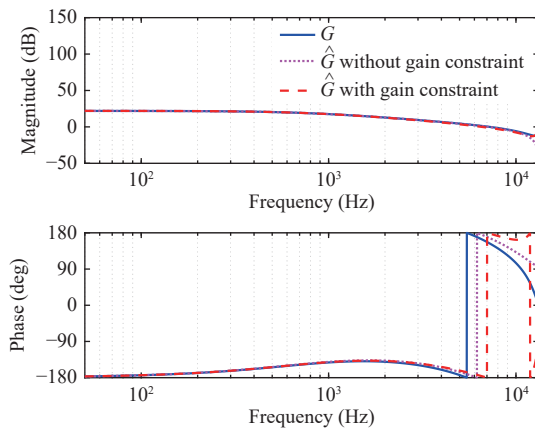 150
100
50
0
−50
Magnitude (dB)
G
Ĝ without gain constraint
Ĝ with gain constraint
10²
10³
10⁴
Frequency (Hz)
180
90
0
−90
−180
Phase (deg)
10²
10³
10⁴
Frequency (Hz)